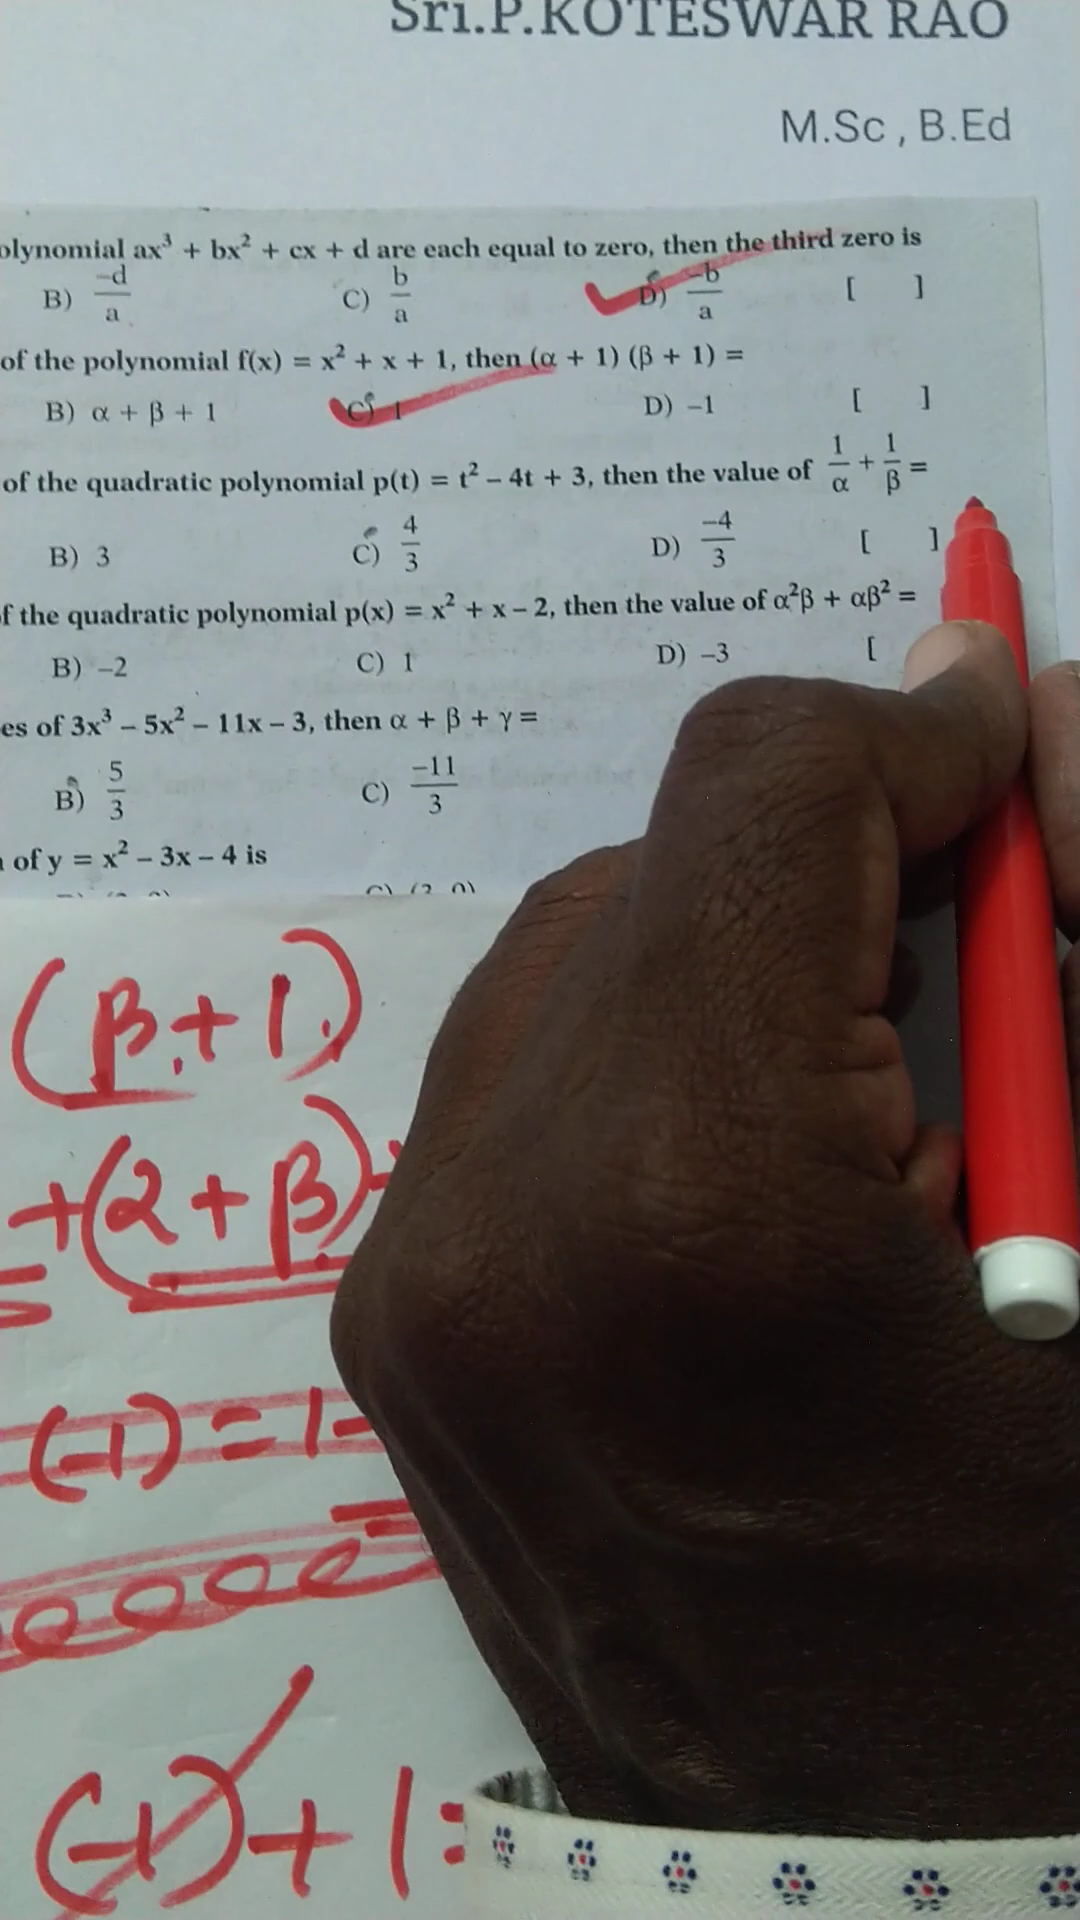 Sri.P.KOTESWAR RAO
M.Sc , B.Ed
olynomial ax³ + bx² + cx + d are each equal to zero, then the third zero is
B) -d/a C) b/a D) -b/a [ ]
of the polynomial f(x) = x² + x + 1, then (α + 1) (β + 1) =
B) α + β + 1 C) 1 D) –1 [ ]
of the quadratic polynomial p(t) = t² – 4t + 3, then the value of 1/α + 1/β =
B) 3 C) 4/3 D) –4/3 [ ]
f the quadratic polynomial p(x) = x² + x – 2, then the value of α²β + αβ² =
B) –2 C) 1 D) –3 [
es of 3x³ – 5x² – 11x – 3, then α + β + γ =
B) 5/3 C) –11/3
of y = x² – 3x – 4 is
(β+1)
+(2+β)
(-1)=1-
(-1)+1=